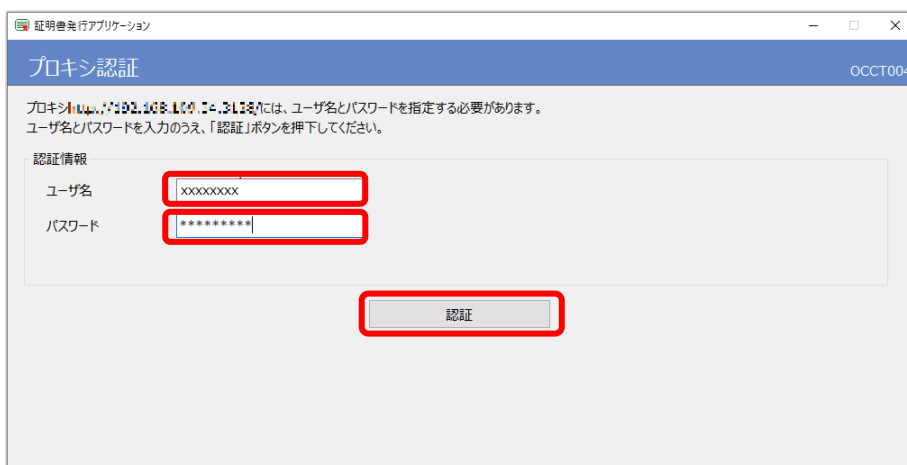 証明書発行アプリケーション
プロキシ認証
OCCT004
プロキシには、ユーザ名とパスワードを指定する必要があります。
ユーザ名とパスワードを入力のうえ、「認証」ボタンを押下してください。
認証情報
ユーザ名
xxxxxxxx
パスワード
*********
認証